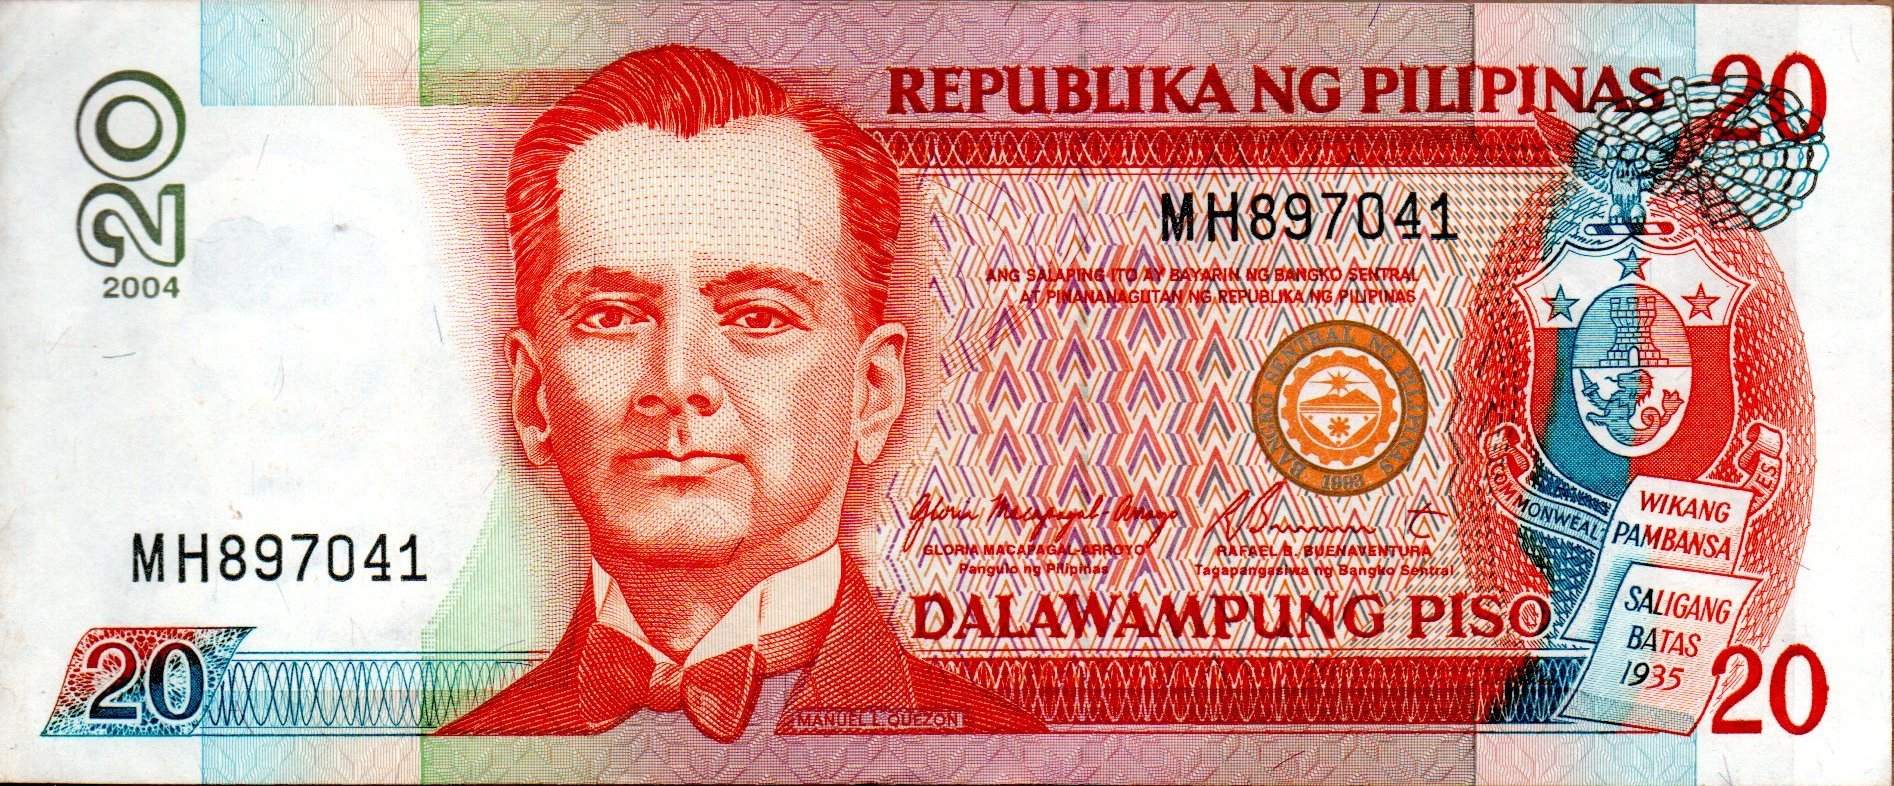 20
2004
REPUBLIKA NG PILIPINAS
20
MH897041
ANG SALAPING ITO AY BAYARIN NG BANGKO SENTRAL
AT PINANANAGUTAN NG REPUBLIKA NG PILIPINAS
BANGKO SENTRAL NG PILIPINAS
1993
Gloria Macapagal-Arroyo
GLORIA MACAPAGAL-ARROYO
Pangulo ng Pilipinas
RAFAEL B. BUENAVENTURA
Tagapangasiwa ng Bangko Sentral
COMMONWEAL
ES
WIKANG
PAMBANSA
SALIGANG
BATAS
1935
MH897041
DALAWAMPUNG PISO
20
MANUEL L. QUEZON
20